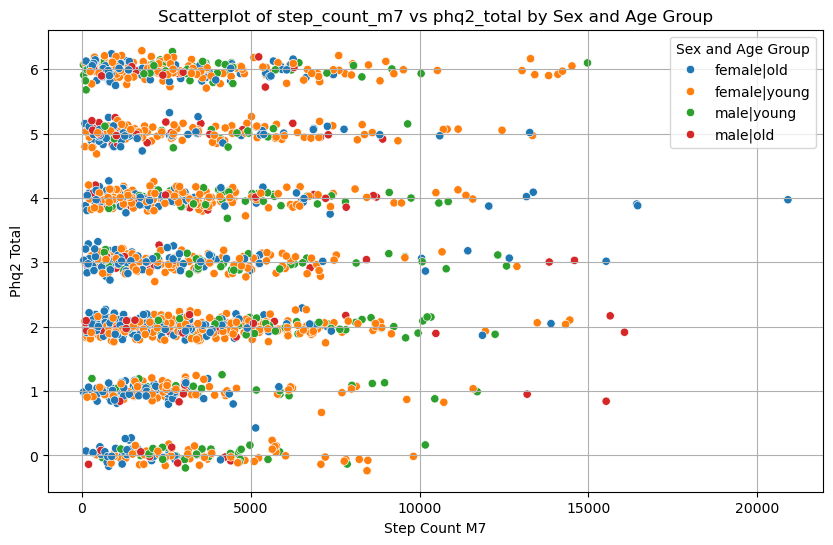 Scatterplot of step_count_m7 vs phq2_total by Sex and Age Group
Sex and Age Group
female|old
female|young
male|young
male|old
Phq2 Total
6
5
4
3
2
1
0
0 5000 10000 15000 20000
Step Count M7